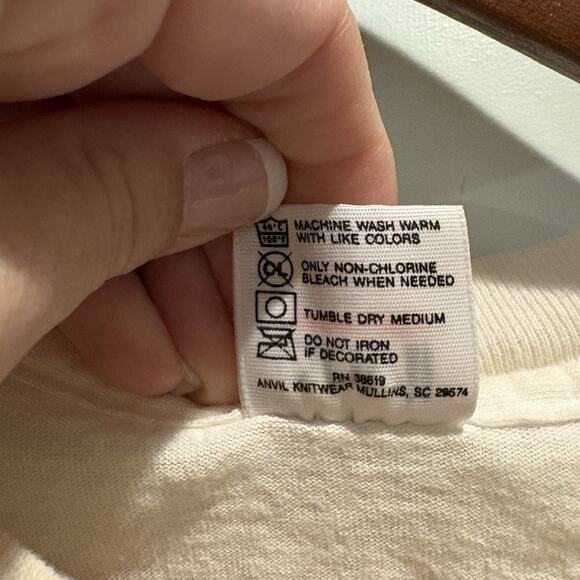 40°C
100°F
MACHINE WASH WARM
WITH LIKE COLORS
CL
ONLY NON-CHLORINE
BLEACH WHEN NEEDED
TUMBLE DRY MEDIUM
DO NOT IRON
IF DECORATED
RN 38619
ANVIL KNITWEAR MULLINS, SC 29574